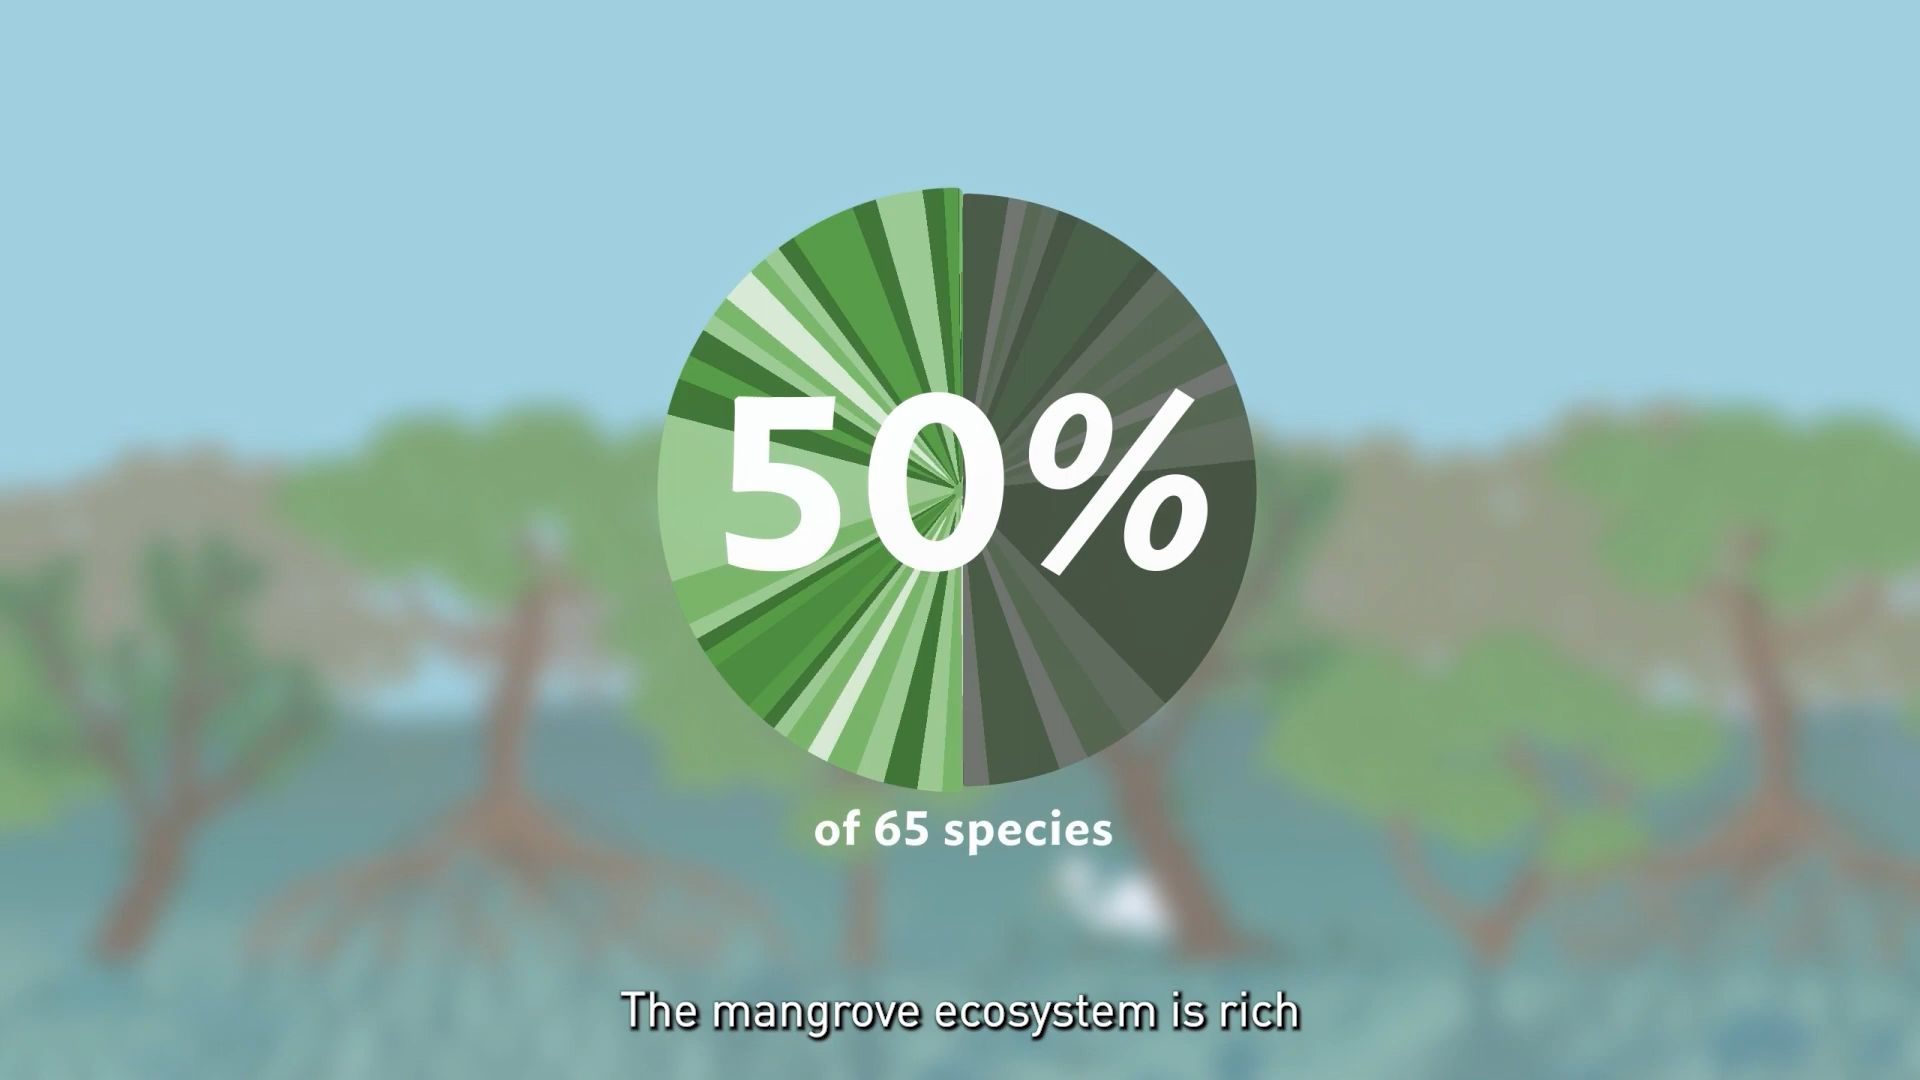 50%
of 65 species
The mangrove ecosystem is rich